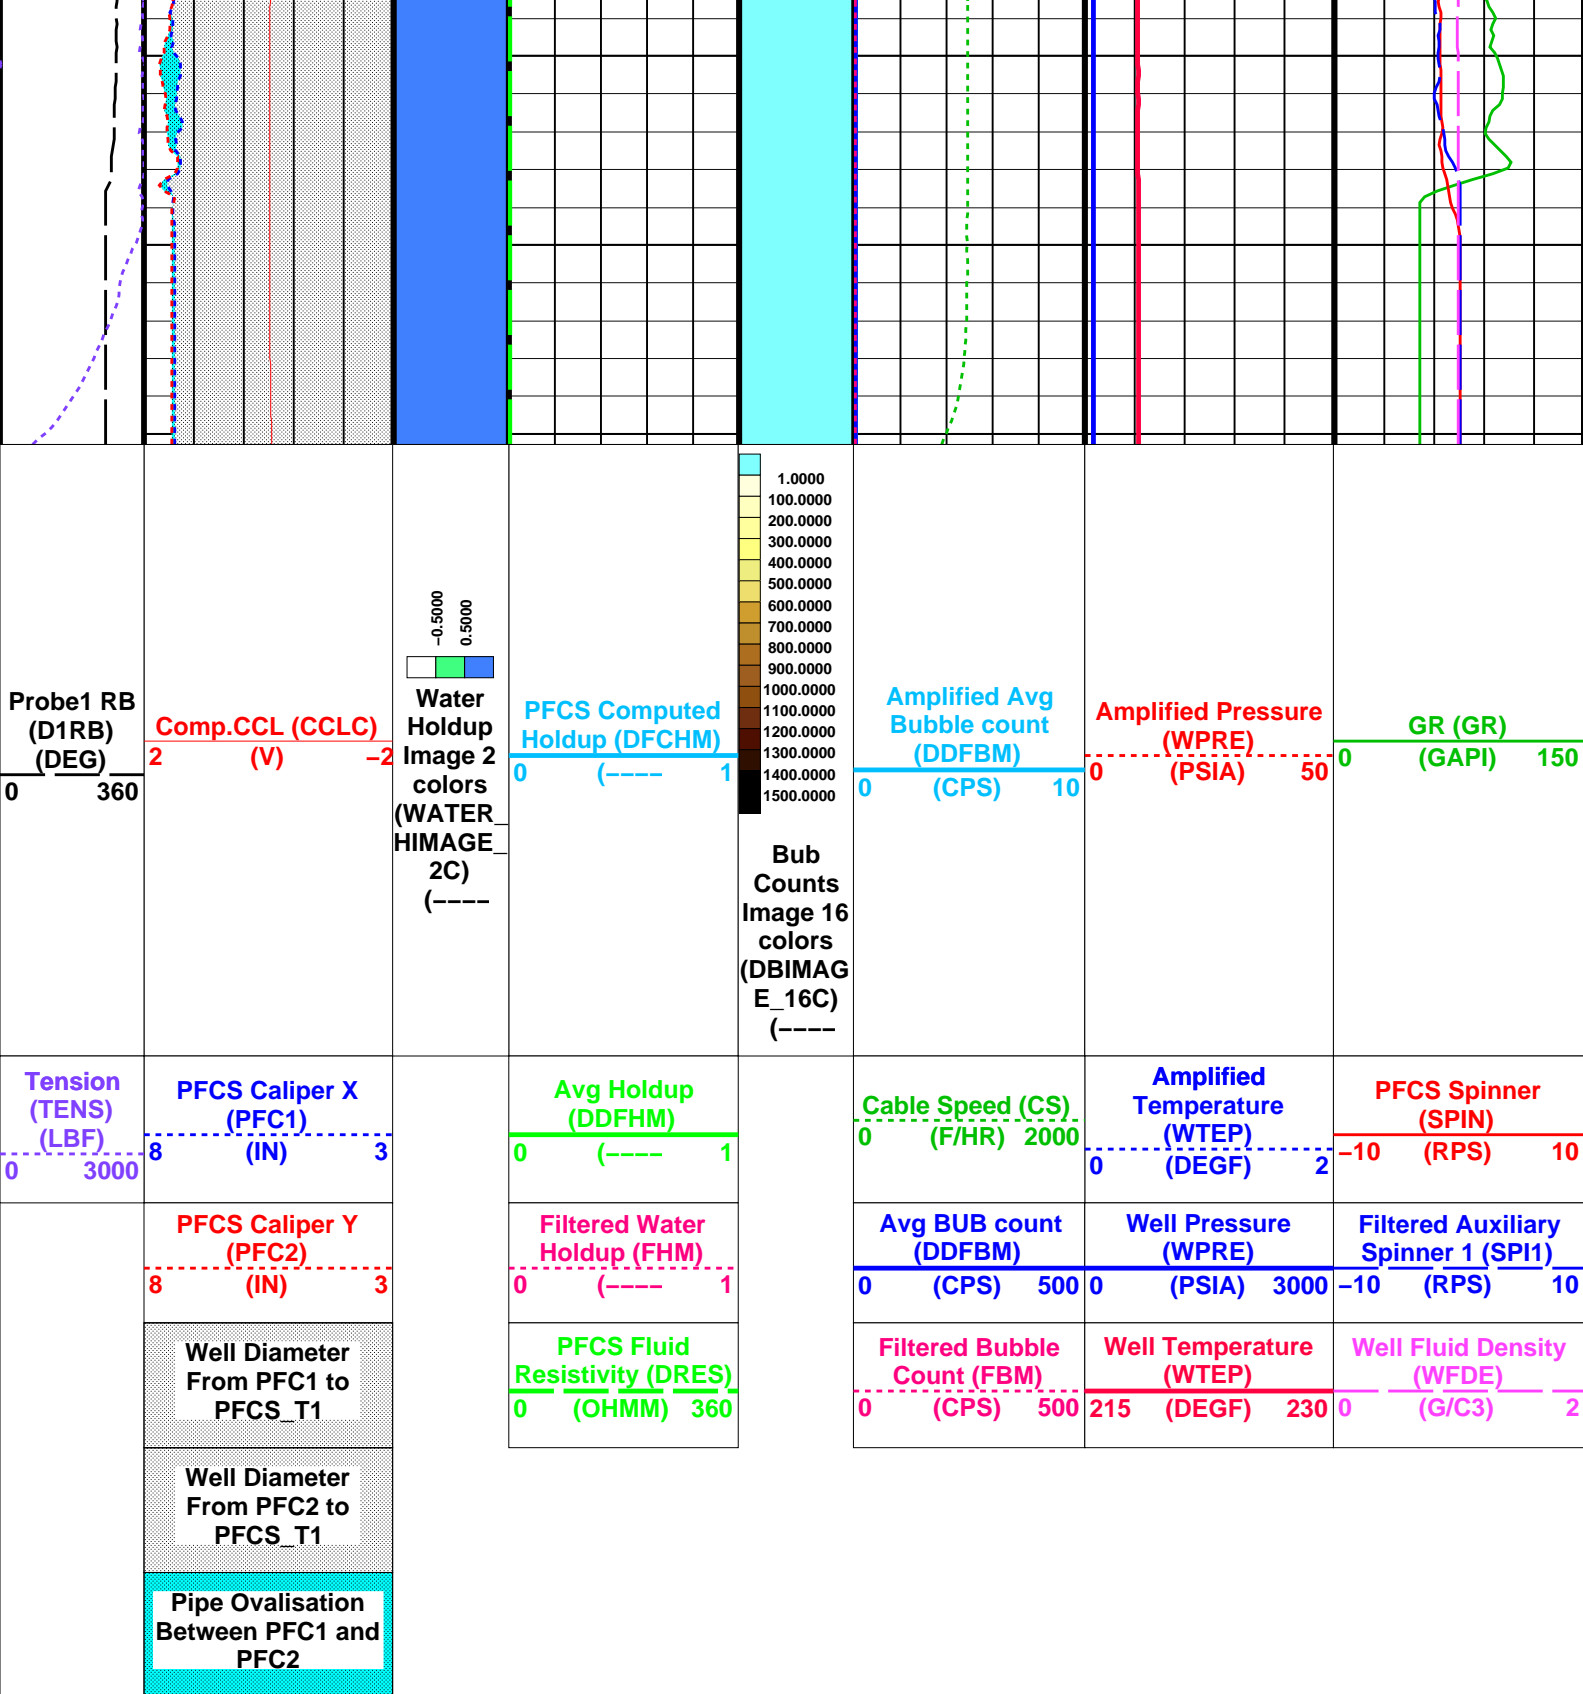 Probe1 RB
(D1RB)
(DEG)
0 360
Comp.CCL (CCLC)
2 (V) −2
−0.5000
0.5000
Water
Holdup
Image 2
colors
(WATER_
HIMAGE_
2C)
(−−−−
PFCS Computed
Holdup (DFCHM)
0 (−−−− 1
1.0000
100.0000
200.0000
300.0000
400.0000
500.0000
600.0000
700.0000
800.0000
900.0000
1000.0000
1100.0000
1200.0000
1300.0000
1400.0000
1500.0000
Bub
Counts
Image 16
colors
(DBIMAG
E_16C)
(−−−−
Amplified Avg
Bubble count
(DDFBM)
0 (CPS) 10
Amplified Pressure
(WPRE)
0 (PSIA) 50
GR (GR)
0 (GAPI) 150
Tension
(TENS)
(LBF)
0 3000
PFCS Caliper X
(PFC1)
8 (IN) 3
Avg Holdup
(DDFHM)
0 (−−−− 1
Cable Speed (CS)
0 (F/HR) 2000
Amplified
Temperature
(WTEP)
0 (DEGF) 2
PFCS Spinner
(SPIN)
−10 (RPS) 10
PFCS Caliper Y
(PFC2)
8 (IN) 3
Filtered Water
Holdup (FHM)
0 (−−−− 1
Avg BUB count
(DDFBM)
0 (CPS) 500
Well Pressure
(WPRE)
0 (PSIA) 3000
Filtered Auxiliary
Spinner 1 (SPI1)
−10 (RPS) 10
Well Diameter
From PFC1 to
PFCS_T1
PFCS Fluid
Resistivity (DRES)
0 (OHMM) 360
Filtered Bubble
Count (FBM)
0 (CPS) 500
Well Temperature
(WTEP)
215 (DEGF) 230
Well Fluid Density
(WFDE)
0 (G/C3) 2
Well Diameter
From PFC2 to
PFCS_T1
Pipe Ovalisation
Between PFC1 and
PFC2